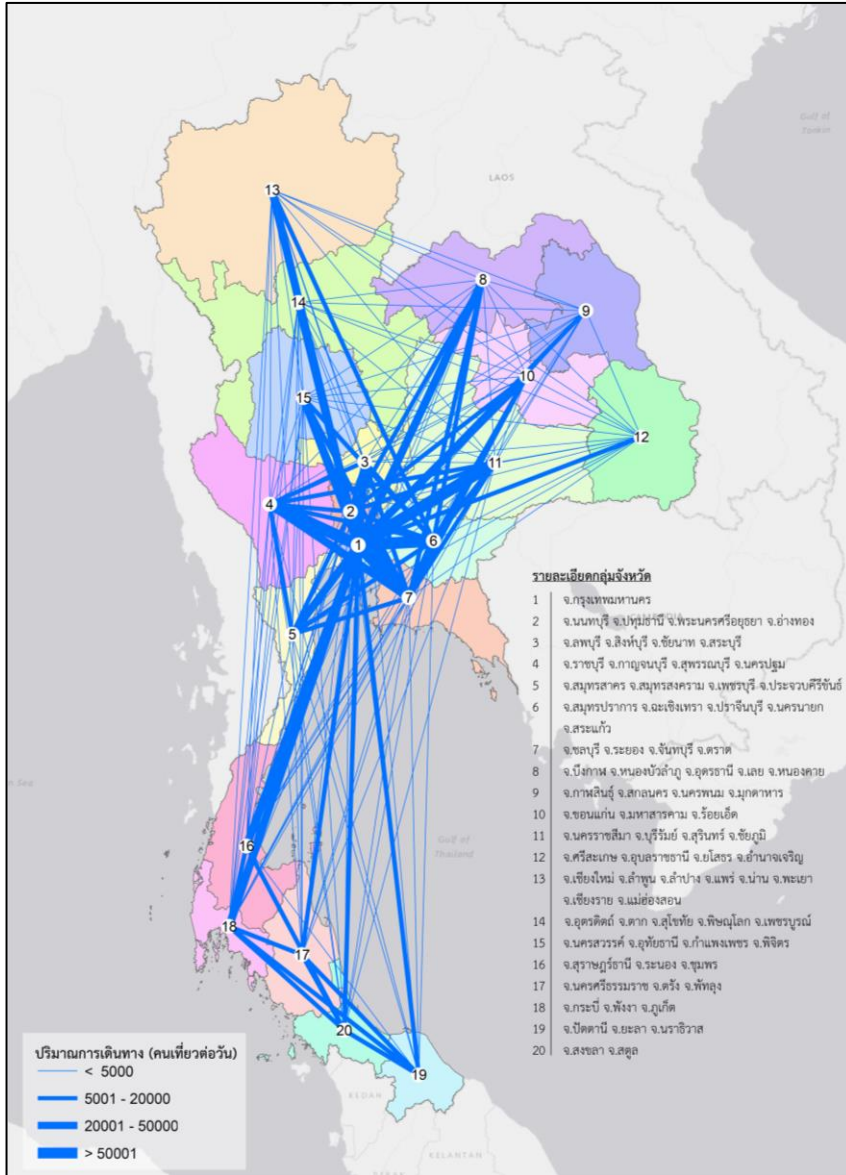 Gulf of
Tonkin
LAOS
13
8
14
9
10
15
12
3
11
4
2
1
6
7
5
16
18
17
20
19
Gulf of
Thailand
an Sea
KEDAH
KELANTAN
รายละเอียดกลุ่มจังหวัด
1 จ.กรุงเทพมหานคร
2 จ.นนทบุรี จ.ปทุมธานี จ.พระนครศรีอยุธยา จ.อ่างทอง
3 จ.ลพบุรี จ.สิงห์บุรี จ.ชัยนาท จ.สระบุรี
4 จ.ราชบุรี จ.กาญจนบุรี จ.สุพรรณบุรี จ.นครปฐม
5 จ.สมุทรสาคร จ.สมุทรสงคราม จ.เพชรบุรี จ.ประจวบคีรีขันธ์
6 จ.สมุทรปราการ จ.ฉะเชิงเทรา จ.ปราจีนบุรี จ.นครนายก
จ.สระแก้ว
7 จ.ชลบุรี จ.ระยอง จ.จันทบุรี จ.ตราด
8 จ.บึงกาฬ จ.หนองบัวลำภู จ.อุดรธานี จ.เลย จ.หนองคาย
9 จ.กาฬสินธุ์ จ.สกลนคร จ.นครพนม จ.มุกดาหาร
10 จ.ขอนแก่น จ.มหาสารคาม จ.ร้อยเอ็ด
11 จ.นครราชสีมา จ.บุรีรัมย์ จ.สุรินทร์ จ.ชัยภูมิ
12 จ.ศรีสะเกษ จ.อุบลราชธานี จ.ยโสธร จ.อำนาจเจริญ
13 จ.เชียงใหม่ จ.ลำพูน จ.ลำปาง จ.แพร่ จ.น่าน จ.พะเยา
จ.เชียงราย จ.แม่ฮ่องสอน
14 จ.อุตรดิตถ์ จ.ตาก จ.สุโขทัย จ.พิษณุโลก จ.เพชรบูรณ์
15 จ.นครสวรรค์ จ.อุทัยธานี จ.กำแพงเพชร จ.พิจิตร
16 จ.สุราษฎร์ธานี จ.ระนอง จ.ชุมพร
17 จ.นครศรีธรรมราช จ.ตรัง จ.พัทลุง
18 จ.กระบี่ จ.พังงา จ.ภูเก็ต
19 จ.ปัตตานี จ.ยะลา จ.นราธิวาส
20 จ.สงขลา จ.สตูล
ปริมาณการเดินทาง (คนเที่ยวต่อวัน)
< 5000
5001 - 20000
20001 - 50000
> 50001